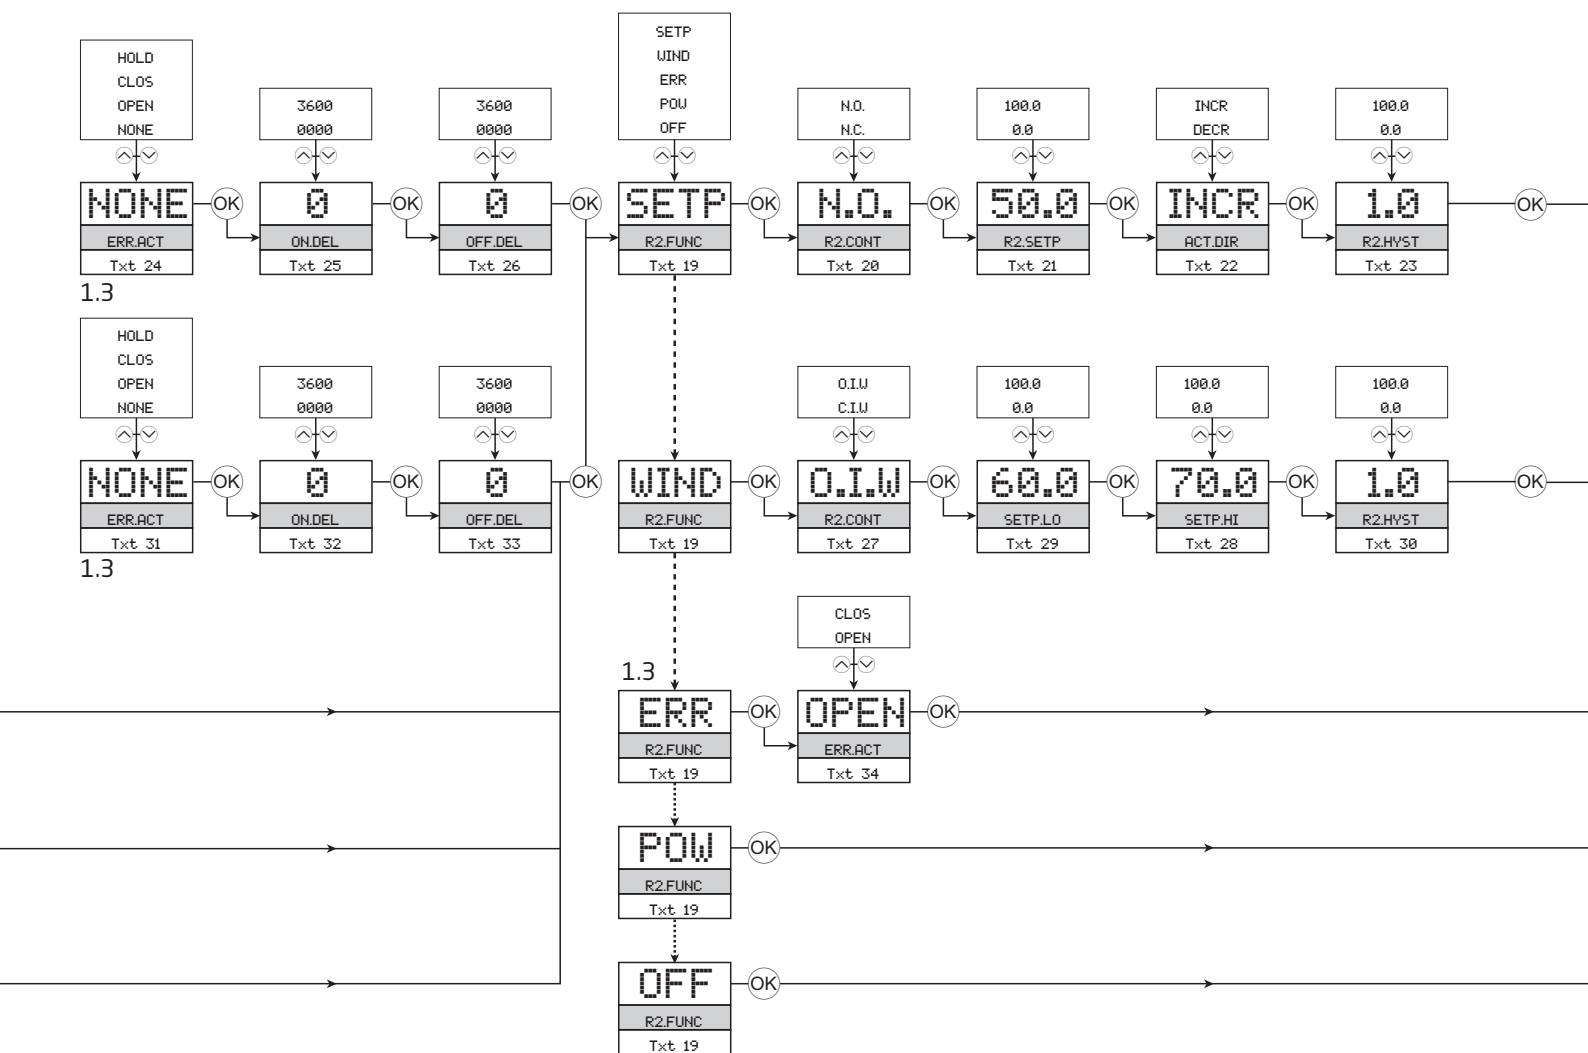 SETP
WIND
ERR
POW
OFF
HOLD
CLOS
OPEN
NONE
3600
0000
3600
0000
N.O.
N.C.
100.0
0.0
INCR
DECR
100.0
0.0
NONE OK 0 OK 0 OK SETP OK N.O. OK 50.0 OK INCR OK 1.0 OK
ERR.ACT ON.DEL OFF.DEL R2.FUNC R2.CONT R2.SETP ACT.DIR R2.HYST
Txt 24 Txt 25 Txt 26 Txt 19 Txt 20 Txt 21 Txt 22 Txt 23
1.3
HOLD
CLOS
OPEN
NONE
3600
0000
3600
0000
O.I.W
C.I.W
100.0
0.0
100.0
0.0
100.0
0.0
NONE OK 0 OK 0 OK WIND OK O.I.W OK 60.0 OK 70.0 OK 1.0 OK
ERR.ACT ON.DEL OFF.DEL R2.FUNC R2.CONT SETP.LO SETP.HI R2.HYST
Txt 31 Txt 32 Txt 33 Txt 19 Txt 27 Txt 29 Txt 28 Txt 30
1.3
CLOS
OPEN
1.3
ERR OK OPEN OK
R2.FUNC ERR.ACT
Txt 19 Txt 34
POW OK
R2.FUNC
Txt 19
OFF OK
R2.FUNC
Txt 19